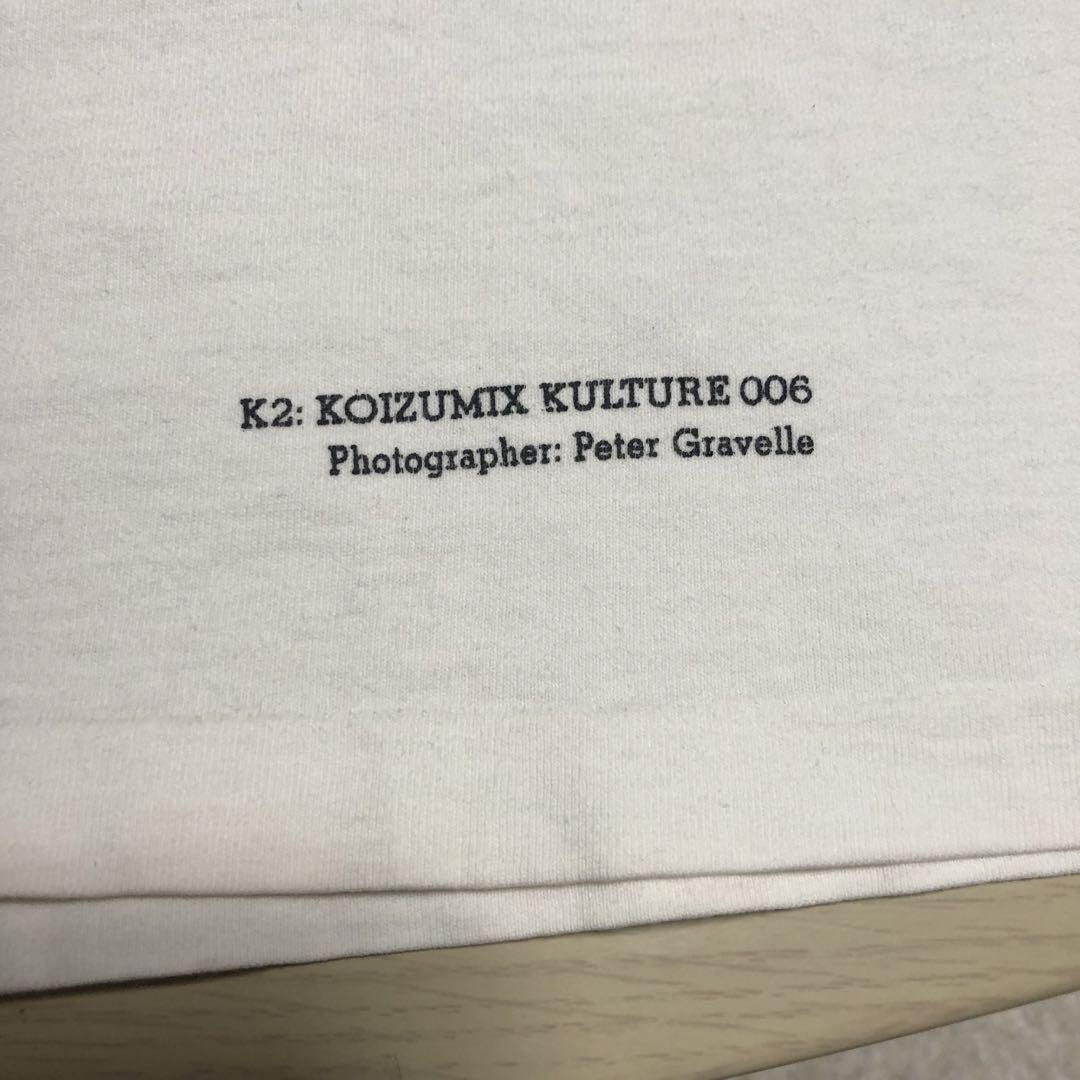 K2: KOIZUMIX KULTURE 006
Photographer: Peter Gravelle